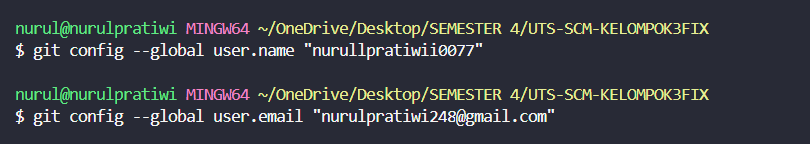 nurul@nurulpratiwi MINGW64 ~/OneDrive/Desktop/SEMESTER 4/UTS-SCM-KELOMPOK3FIX
$ git config --global user.name "nurullpratiwii0077"
nurul@nurulpratiwi MINGW64 ~/OneDrive/Desktop/SEMESTER 4/UTS-SCM-KELOMPOK3FIX
$ git config --global user.email "nurulpratiwi248@gmail.com"